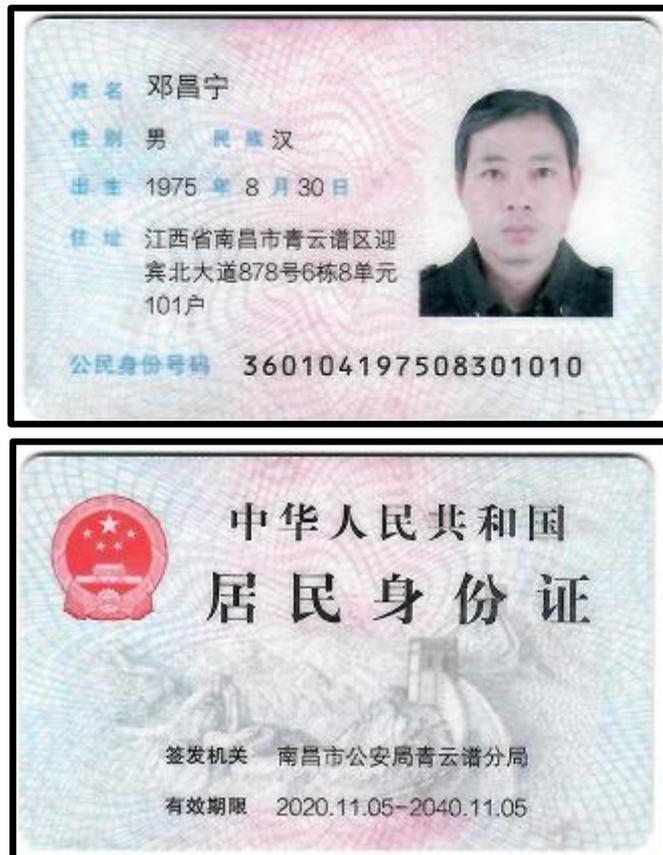 姓名 邓昌宁
性别 男 民族 汉
出生 1975 年 8 月 30 日
住址 江西省南昌市青云谱区迎
宾北大道878号6栋8单元
101户
公民身份号码 360104197508301010
中华人民共和国
居民身份证
签发机关 南昌市公安局青云谱分局
有效期限 2020.11.05-2040.11.05